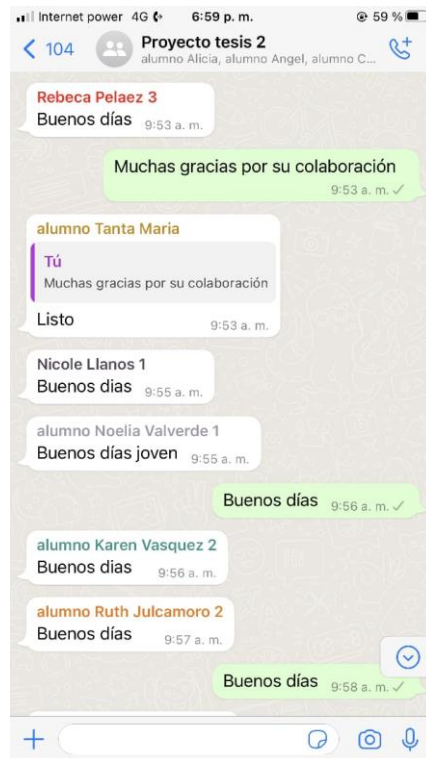 Internet power 4G 6:59 p. m. 59 %
104
Proyecto tesis 2
alumno Alicia, alumno Angel, alumno C...
Rebeca Pelaez 3
Buenos días 9:53 a. m.
Muchas gracias por su colaboración
9:53 a. m.
alumno Tanta Maria
Tú
Muchas gracias por su colaboración
Listo 9:53 a. m.
Nicole Llanos 1
Buenos dias 9:55 a. m.
alumno Noelia Valverde 1
Buenos días joven 9:55 a. m.
Buenos días 9:56 a. m.
alumno Karen Vasquez 2
Buenos dias 9:56 a. m.
alumno Ruth Julcamoro 2
Buenos días 9:57 a. m.
Buenos días 9:58 a. m.